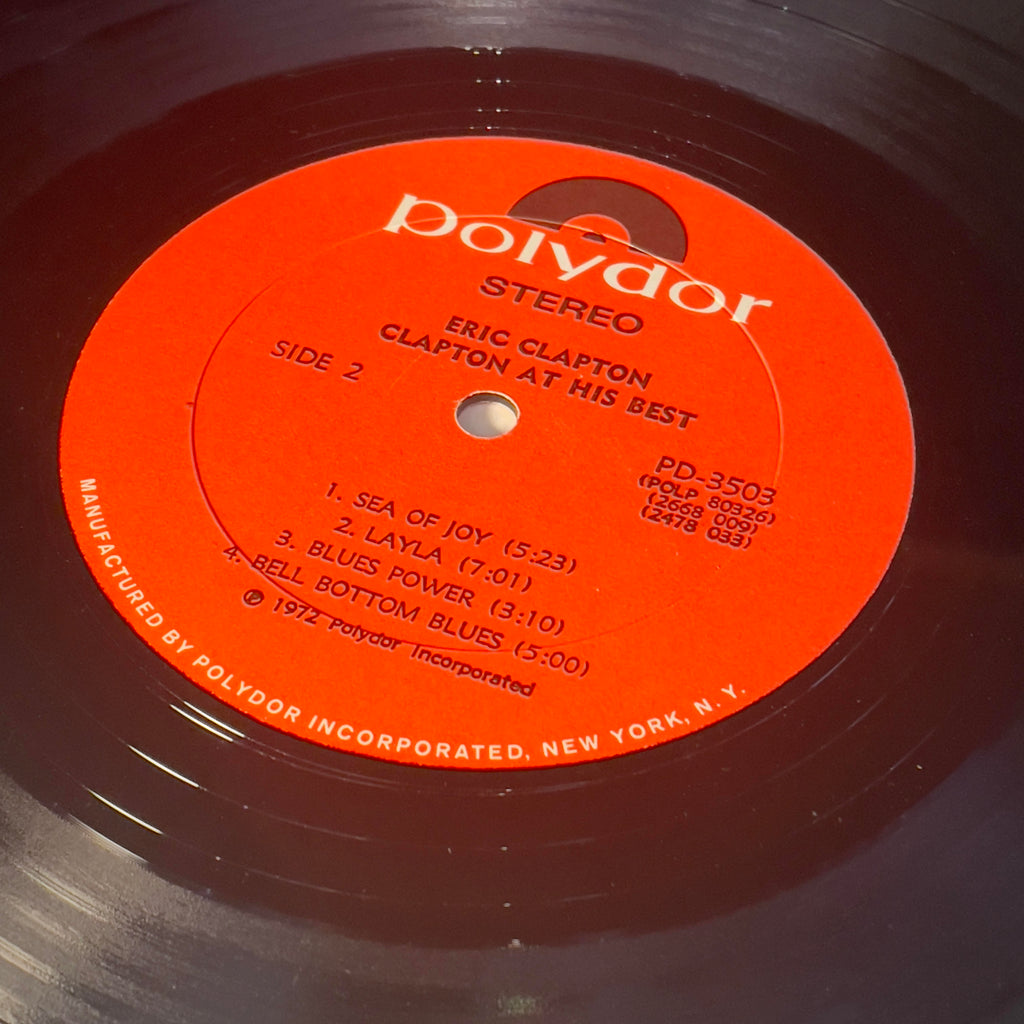 polydor
STEREO
ERIC CLAPTON
CLAPTON AT HIS BEST
SIDE 2
PD-3503
(POLP 80326)
(2668 009)
(2478 033)
1. SEA OF JOY (5:23)
2. LAYLA (7:01)
3. BLUES POWER (3:10)
4. BELL BOTTOM BLUES (5:00)
℗ 1972 Polydor Incorporated
MANUFACTURED BY POLYDOR INCORPORATED, NEW YORK, N.Y.